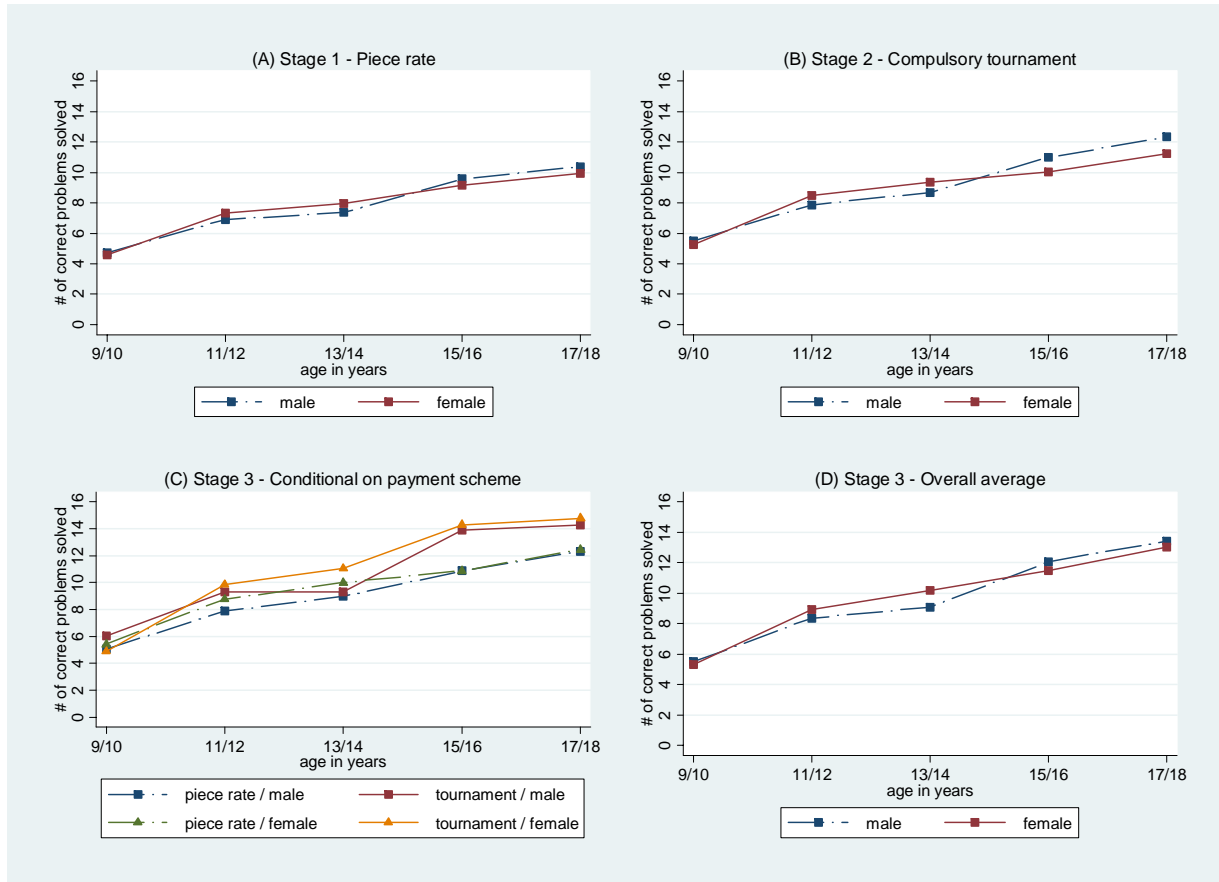 (A) Stage 1 - Piece rate
# of correct problems solved
16
14
12
10
8
6
4
2
0
9/10 11/12 13/14 15/16 17/18
age in years
male female
(B) Stage 2 - Compulsory tournament
# of correct problems solved
16
14
12
10
8
6
4
2
0
9/10 11/12 13/14 15/16 17/18
age in years
male female
(C) Stage 3 - Conditional on payment scheme
# of correct problems solved
16
14
12
10
8
6
4
2
0
9/10 11/12 13/14 15/16 17/18
age in years
piece rate / male tournament / male
piece rate / female tournament / female
(D) Stage 3 - Overall average
# of correct problems solved
16
14
12
10
8
6
4
2
0
9/10 11/12 13/14 15/16 17/18
age in years
male female